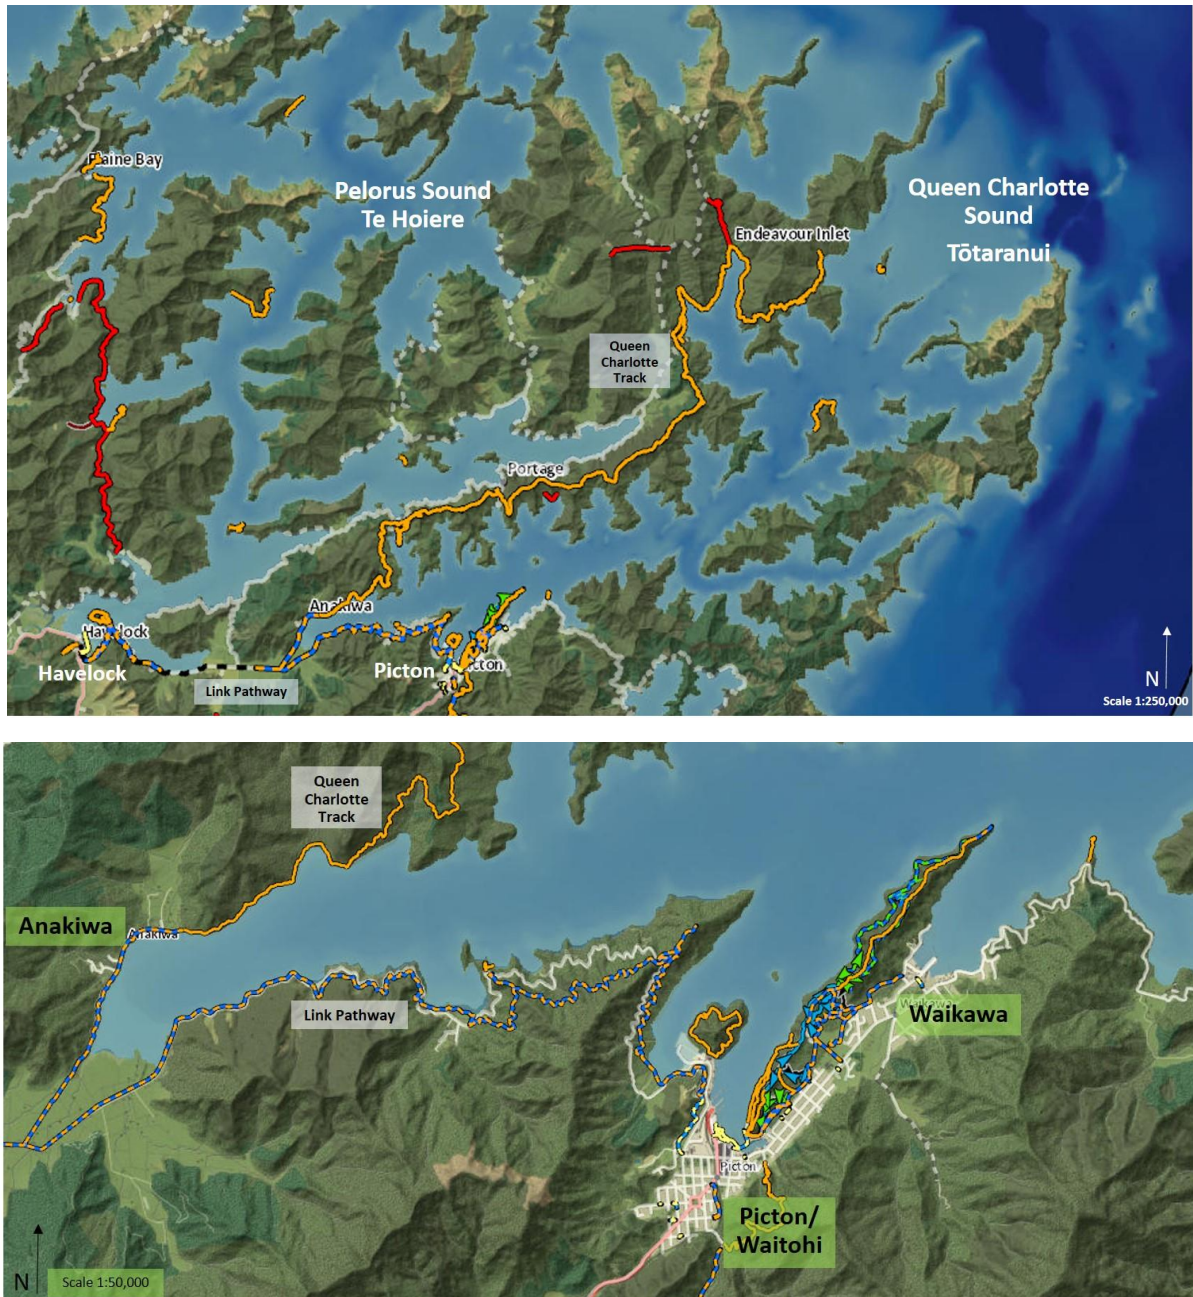 Elaine Bay
Pelorus Sound
Te Hoiere
Queen Charlotte
Sound
Tōtaranui
Endeavour Inlet
Queen
Charlotte
Track
Portage
Anakiwa
Havelock
Havelock
Picton
Picton
Link Pathway
N
Scale 1:250,000
Queen
Charlotte
Track
Anakiwa
Anakiwa
Link Pathway
Waikawa
Waikawa
Picton
Picton/
Waitohi
N
Scale 1:50,000